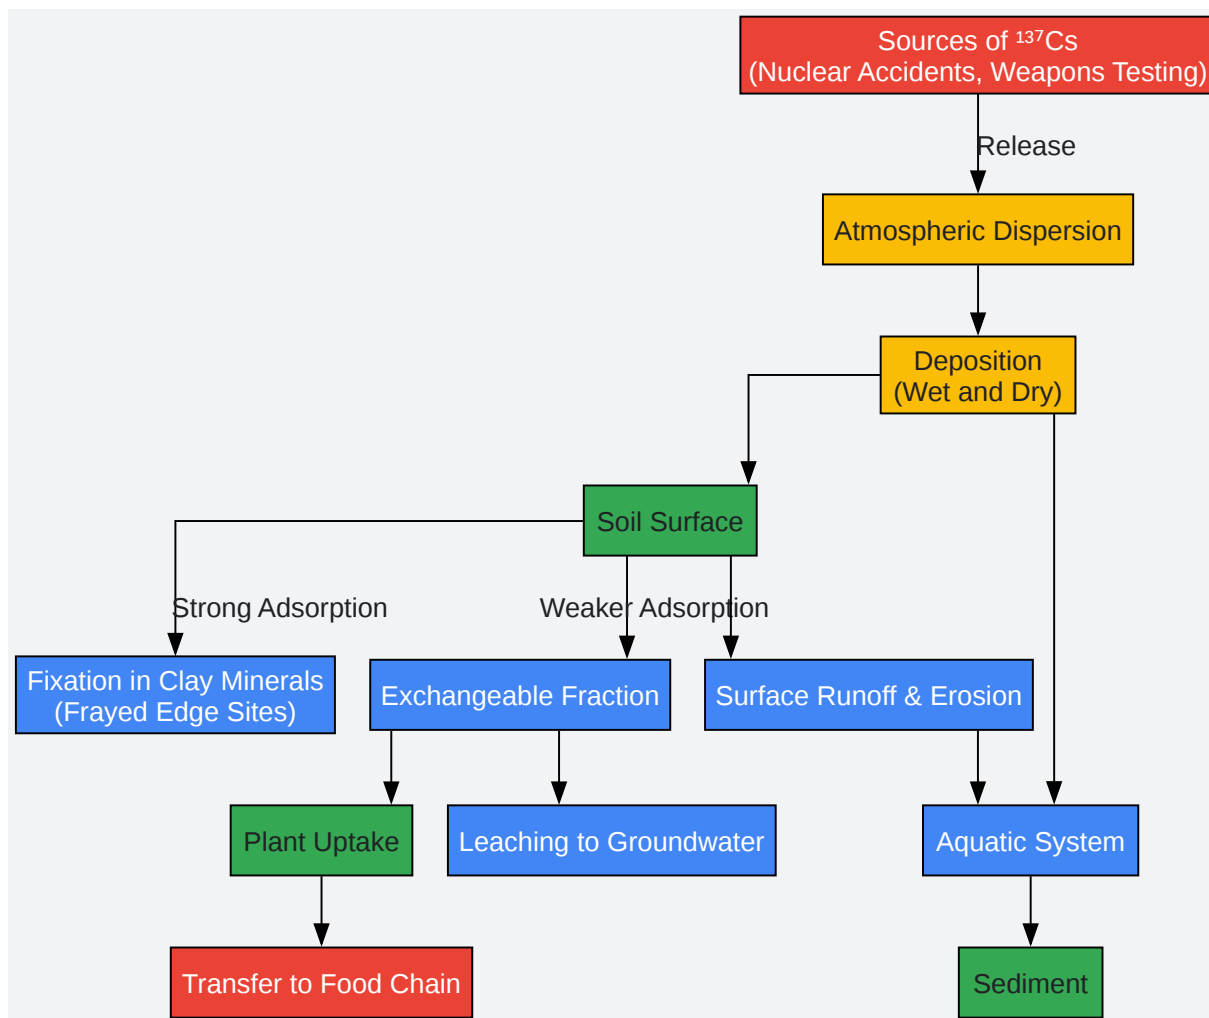 Sources of ¹³⁷Cs
(Nuclear Accidents, Weapons Testing)
Release
Atmospheric Dispersion
Deposition
(Wet and Dry)
Soil Surface
Strong Adsorption
Weaker Adsorption
Fixation in Clay Minerals
(Frayed Edge Sites)
Exchangeable Fraction
Surface Runoff & Erosion
Plant Uptake
Leaching to Groundwater
Aquatic System
Transfer to Food Chain
Sediment